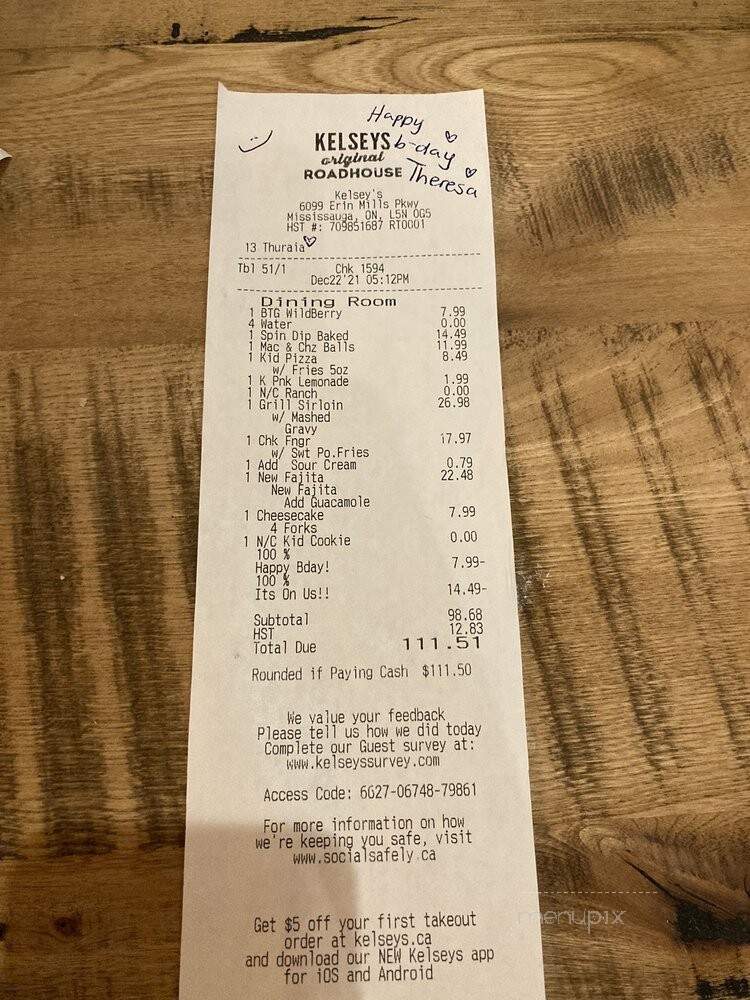 Happy
b-day
Theresa
KELSEYS
original
ROADHOUSE
Kelsey's
6099 Erin Mills Pkwy
Mississauga, ON, L5N 0G5
HST #: 709851687 RT0001
13 Thuraia
Tbl 51/1 Chk 1594
Dec22'21 05:12PM
Dining Room
1 BTG WildBerry 7.99
4 Water 0.00
1 Spin Dip Baked 14.49
1 Mac & Chz Balls 11.99
1 Kid Pizza 8.49
w/ Fries 5oz
1 K Pnk Lemonade 1.99
1 N/C Ranch 0.00
1 Grill Sirloin 26.98
w/ Mashed
Gravy
1 Chk Fngr 17.97
w/ Swt Po.Fries
1 Add Sour Cream 0.79
1 New Fajita 22.48
New Fajita
Add Guacamole
1 Cheesecake 7.99
4 Forks
1 N/C Kid Cookie 0.00
100 %
Happy Bday! 7.99-
100 %
Its On Us!! 14.49-
Subtotal 98.68
HST 12.83
Total Due 111.51
Rounded if Paying Cash $111.50
We value your feedback
Please tell us how we did today
Complete our Guest survey at:
www.kelseyssurvey.com
Access Code: 6627-06748-79861
For more information on how
we're keeping you safe, visit
www.socialsafely.ca
Get $5 off your first takeout
order at kelseys.ca
and download our NEW Kelseys app
for iOS and Android
menupix